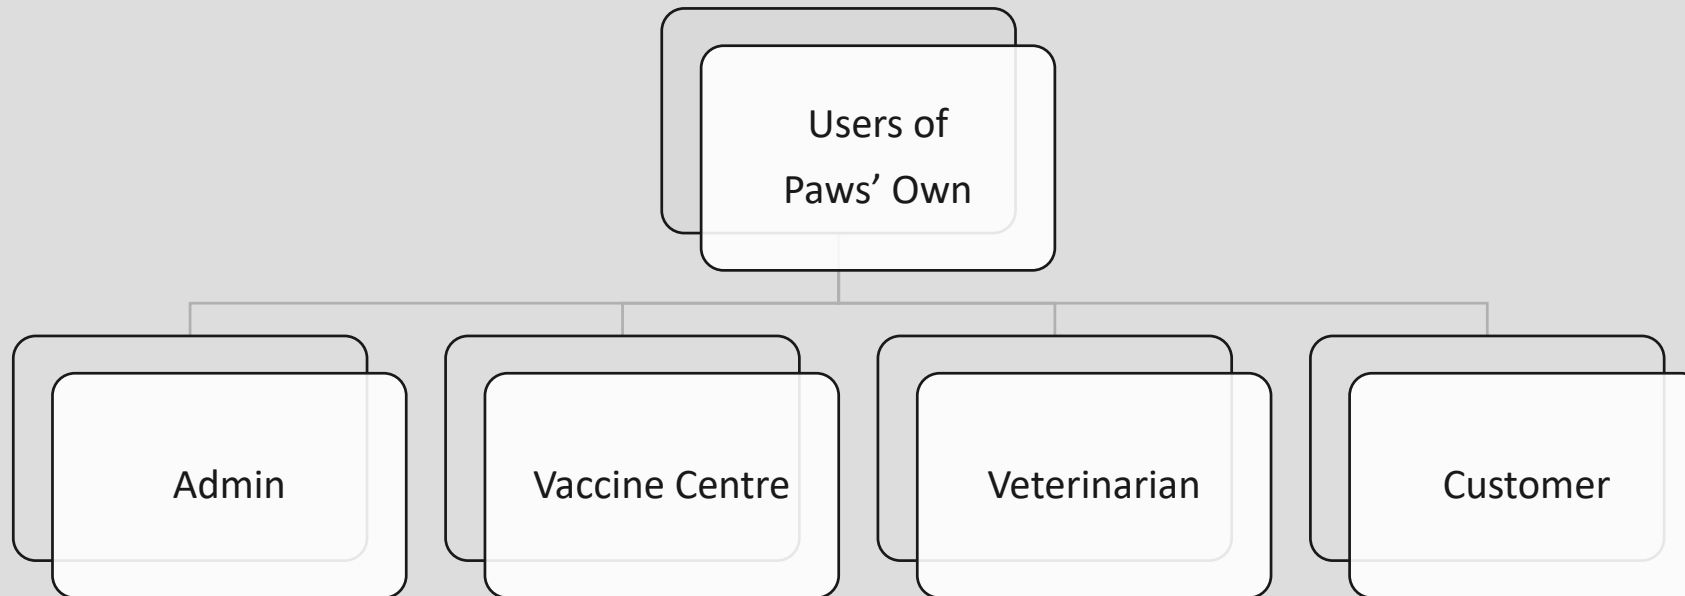 Users of
Paws’ Own
Admin
Vaccine Centre
Veterinarian
Customer